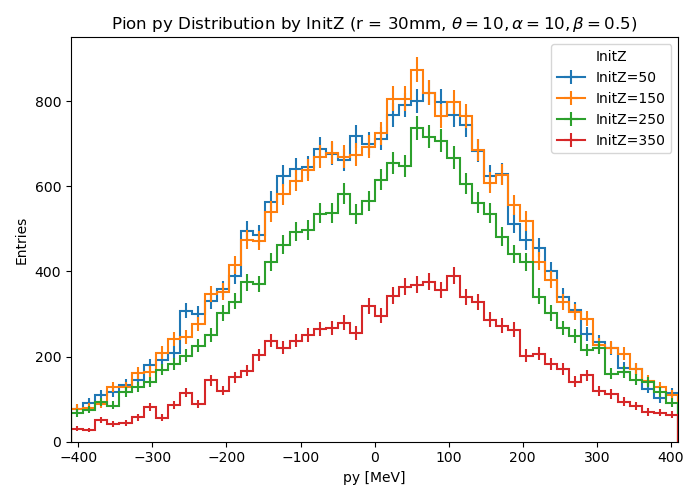 Pion py Distribution by InitZ (r = 30mm, θ = 10, α = 10, β = 0.5)
InitZ
InitZ=50
InitZ=150
InitZ=250
InitZ=350
Entries
800
600
400
200
0
−400 −300 −200 −100 0 100 200 300 400
py [MeV]